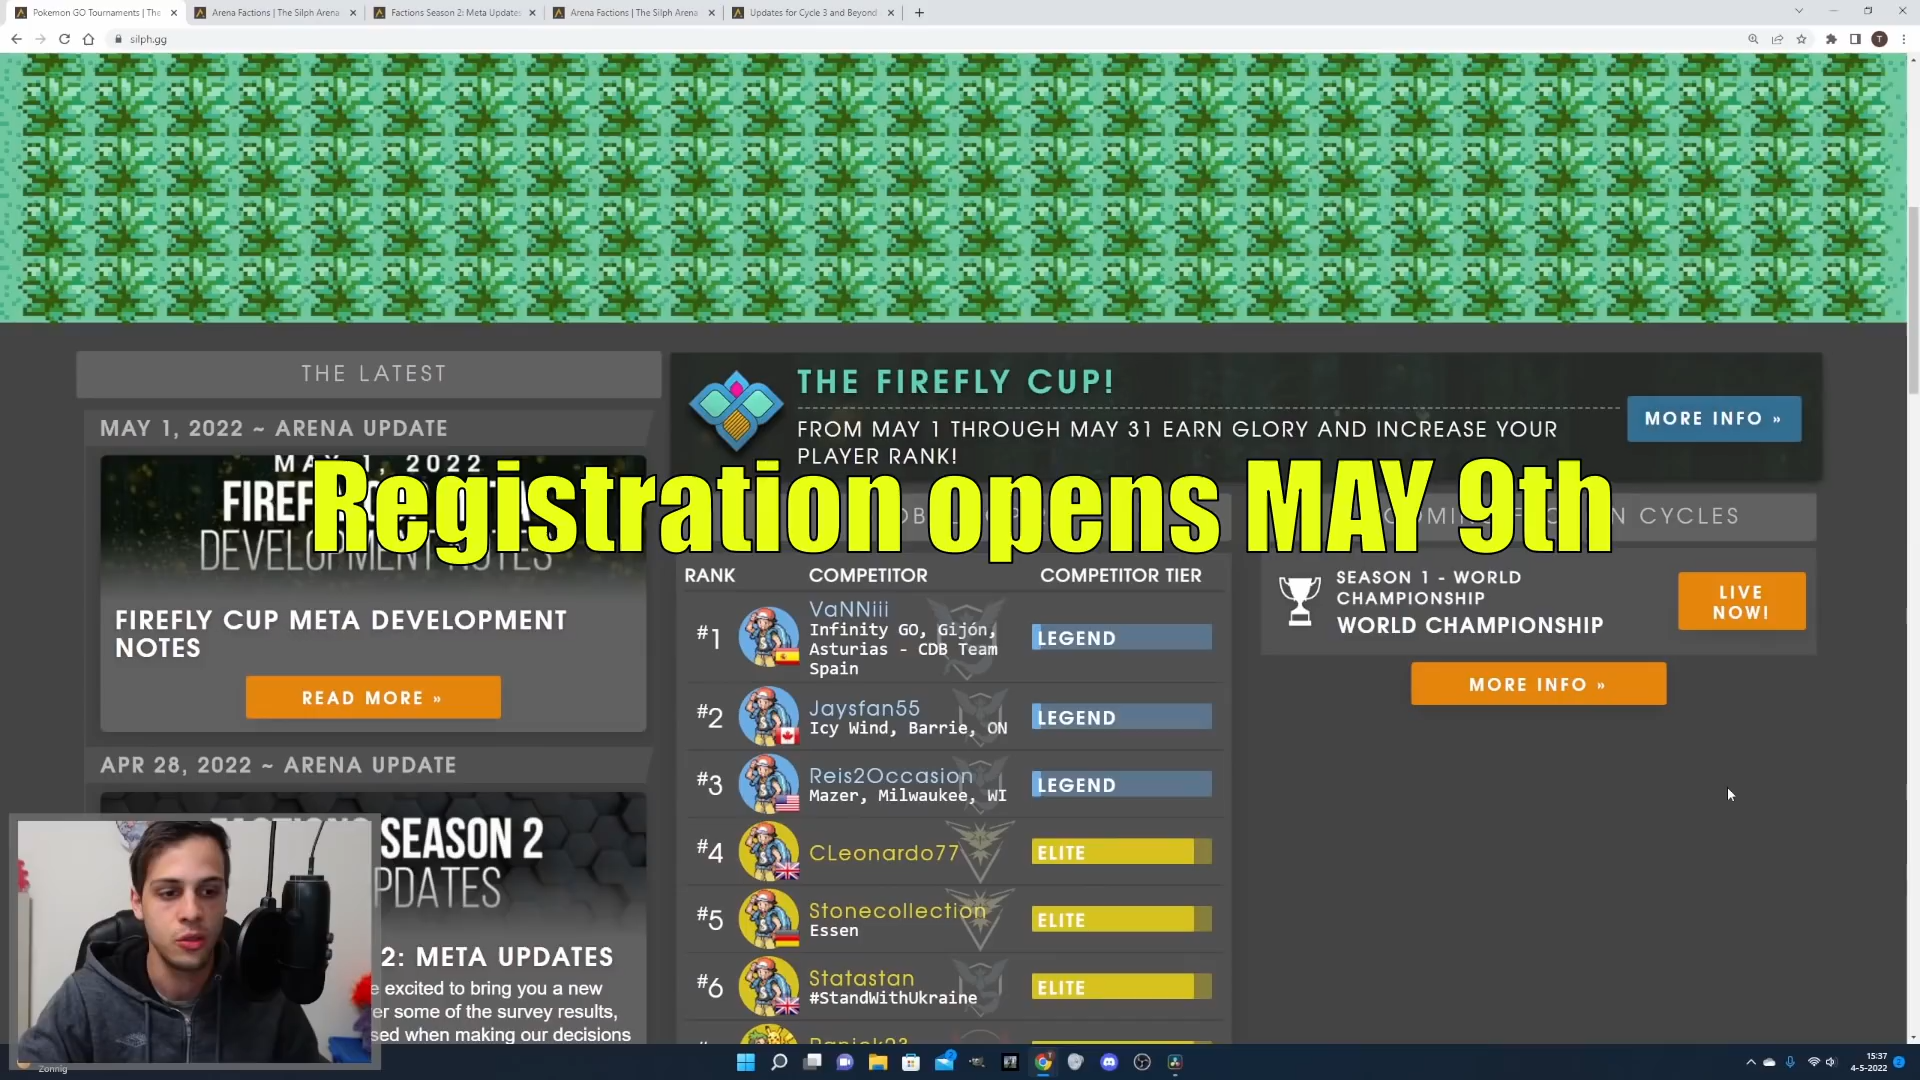 Pokemon GO Tournaments | The
Arena Factions | The Silph Arena
Factions Season 2: Meta Updates
Arena Factions | The Silph Arena
Updates for Cycle 3 and Beyond
silph.gg
T
THE LATEST
MAY 1, 2022 ~ ARENA UPDATE
MAY 1, 2022
DEVELOPMENT NOTES
FIREFLY CUP META DEVELOPMENT
NOTES
READ MORE »
APR 28, 2022 ~ ARENA UPDATE
SEASON 2
PDATES
2: META UPDATES
e excited to bring you a new
er some of the survey results,
sed when making our decisions
THE FIREFLY CUP!
FROM MAY 1 THROUGH MAY 31 EARN GLORY AND INCREASE YOUR
PLAYER RANK!
MORE INFO »
Registration opens MAY 9th
N CYCLES
RANK COMPETITOR COMPETITOR TIER
#1 VaNNiii LEGEND
Infinity GO, Gijón,
Asturias - CDB Team
Spain
#2 Jaysfan55 LEGEND
Icy Wind, Barrie, ON
#3 Reis2Occasion LEGEND
Mazer, Milwaukee, WI
#4 CLeonardo77 ELITE
#5 Stonecollection ELITE
Essen
#6 Statastan ELITE
#StandWithUkraine
SEASON 1 - WORLD
CHAMPIONSHIP
WORLD CHAMPIONSHIP
LIVE
NOW!
MORE INFO »
Zonnig
15:37
4-5-2022